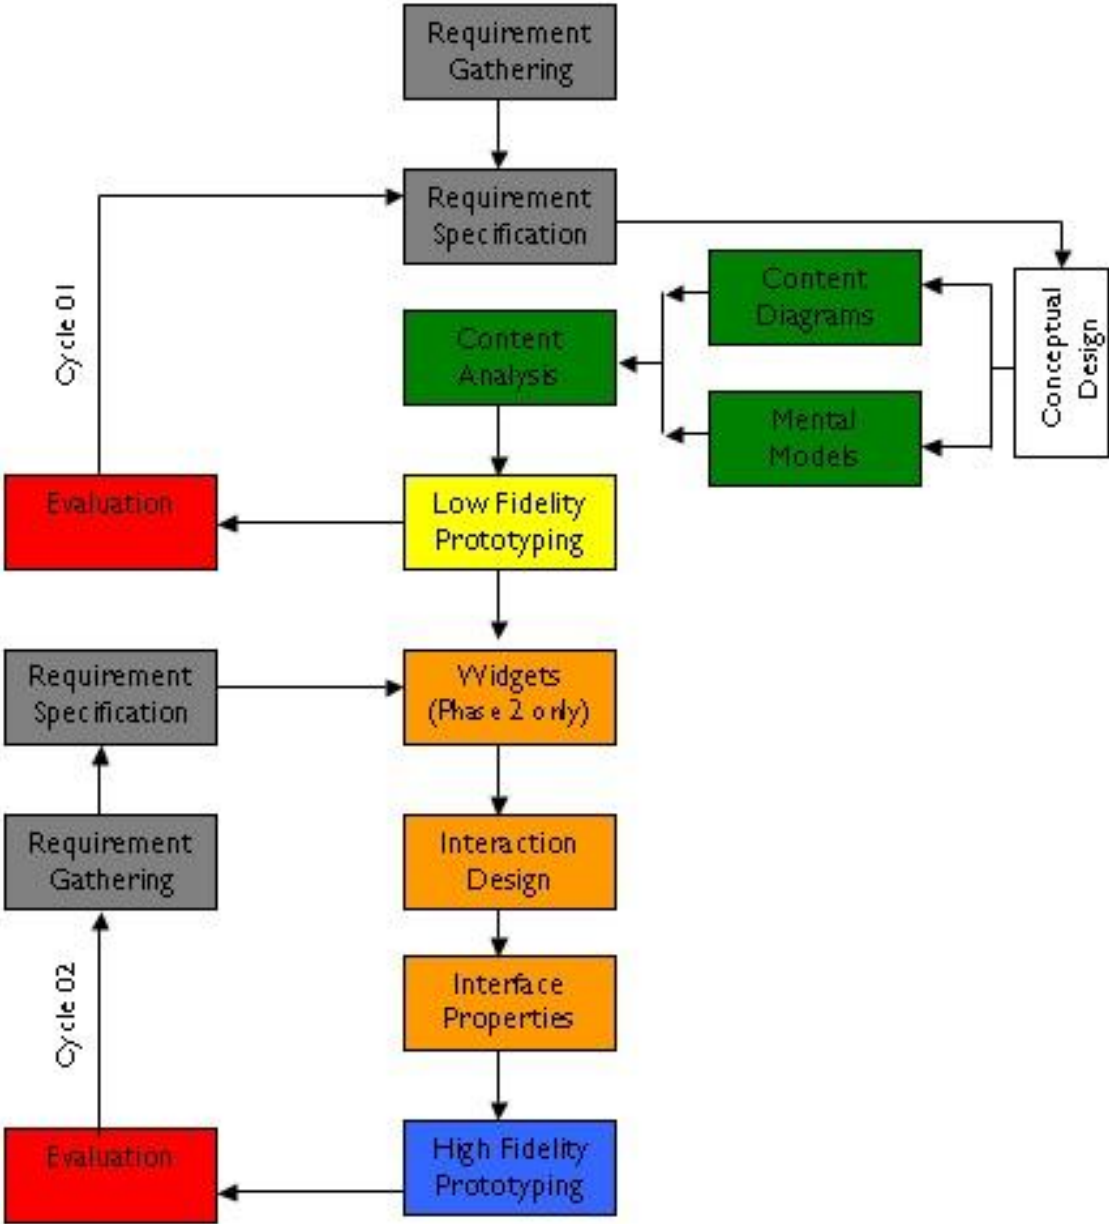 Requirement
Gathering
Requirement
Specification
Cycle 01
Content
Diagrams
Conceptual
Design
Content
Analysis
Mental
Models
Evaluation
Low Fidelity
Prototyping
Requirement
Specification
Widgets
(Phase 2 only)
Requirement
Gathering
Interaction
Design
Cycle 02
Interface
Properties
Evaluation
High Fidelity
Prototyping